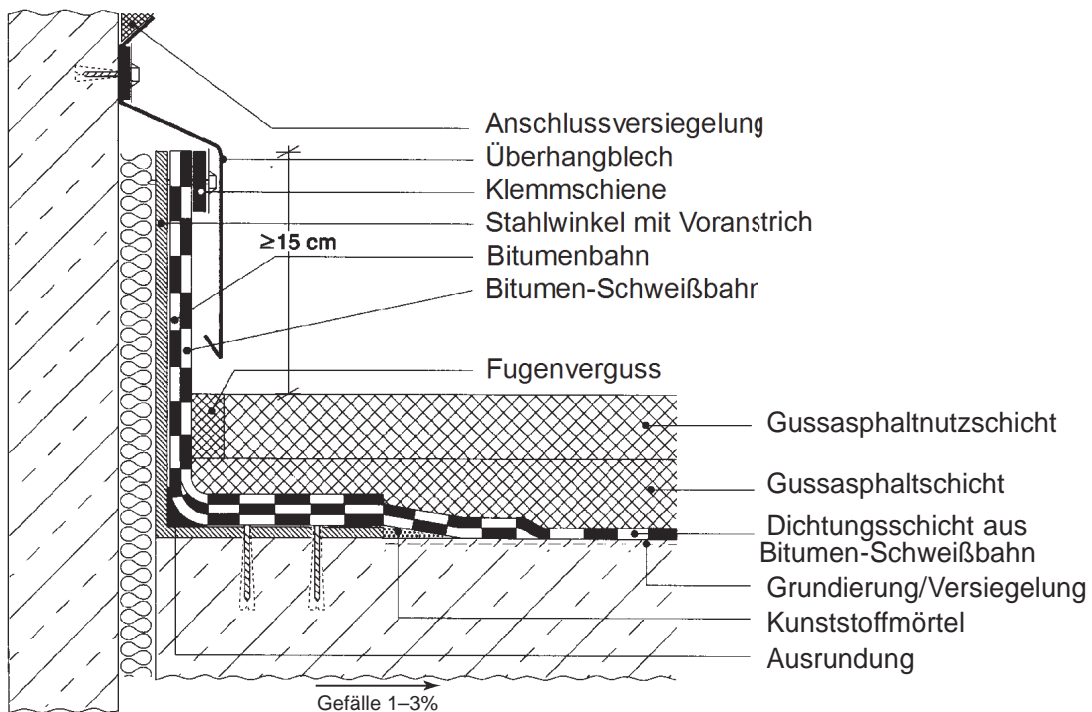 Anschlussversiegelung
Überhangblech
Klemmschiene
Stahlwinkel mit Voranstrich
≥15 cm
Bitumenbahn
Bitumen-Schweißbahn
Fugenverguss
Gussasphaltnutzschicht
Gussasphaltschicht
Dichtungsschicht aus
Bitumen-Schweißbahn
Grundierung/Versiegelung
Kunststoffmörtel
Ausrundung
Gefälle 1–3%